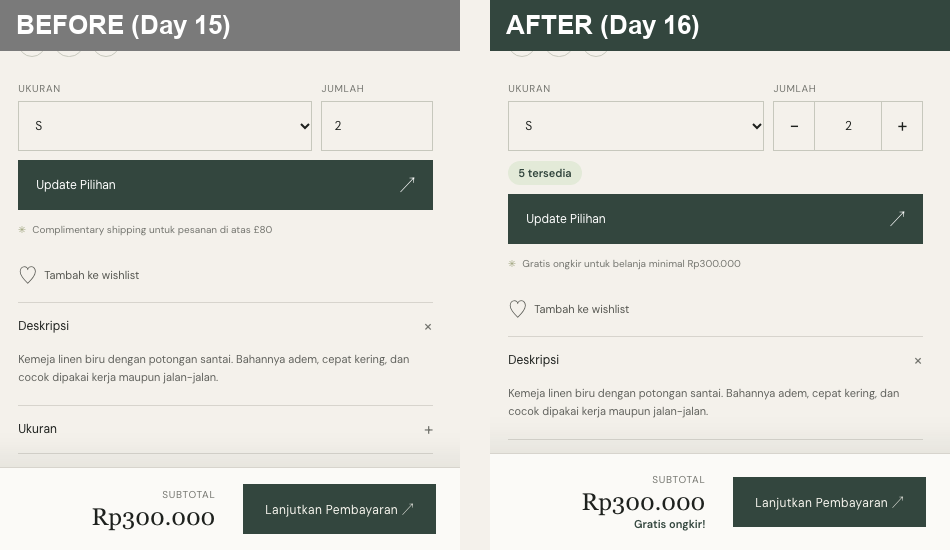 BEFORE (Day 15)
UKURAN
JUMLAH
S
2
Update Pilihan
✳ Complimentary shipping untuk pesanan di atas £80
Tambah ke wishlist
Deskripsi
×
Kemeja linen biru dengan potongan santai. Bahannya adem, cepat kering, dan
cocok dipakai kerja maupun jalan-jalan.
Ukuran
+
SUBTOTAL
Rp300.000
Lanjutkan Pembayaran
AFTER (Day 16)
UKURAN
JUMLAH
S
− 2 +
5 tersedia
Update Pilihan
✳ Gratis ongkir untuk belanja minimal Rp300.000
Tambah ke wishlist
Deskripsi
×
Kemeja linen biru dengan potongan santai. Bahannya adem, cepat kering, dan
cocok dipakai kerja maupun jalan-jalan.
SUBTOTAL
Rp300.000
Gratis ongkir!
Lanjutkan Pembayaran